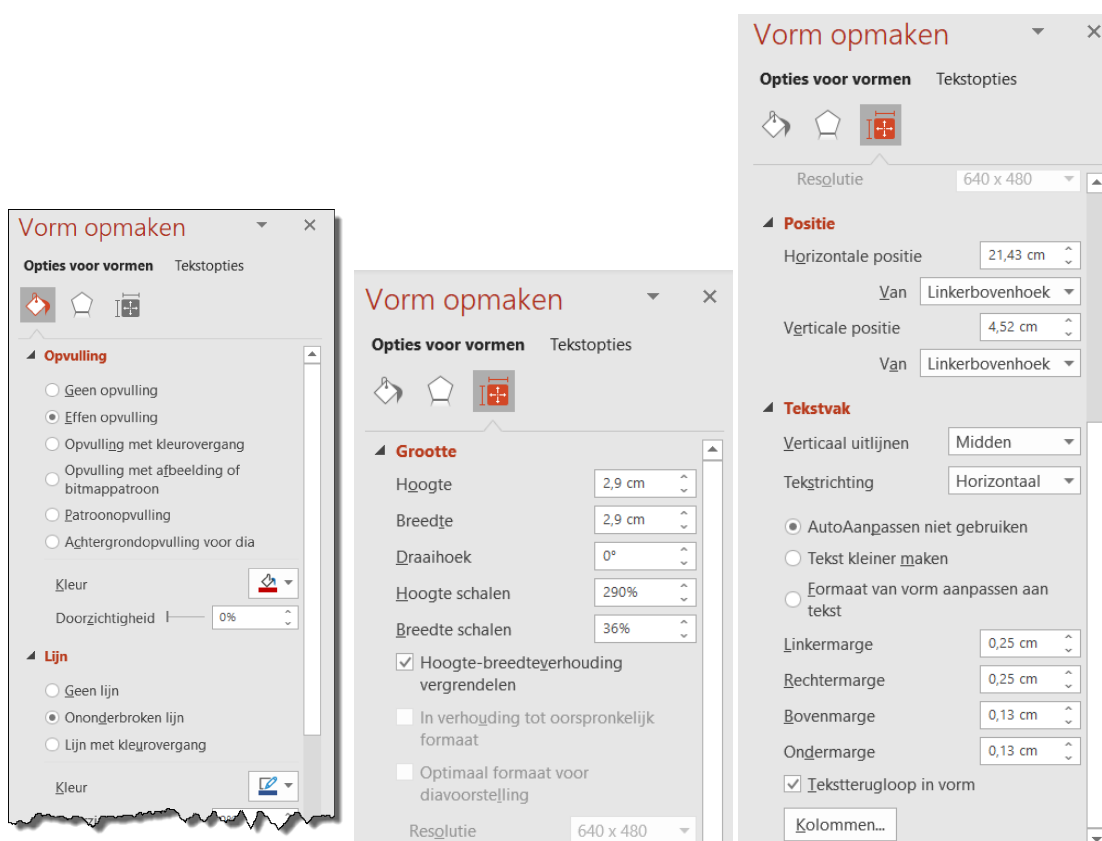 Vorm opmaken
Opties voor vormen Tekstopties
Opvulling
Geen opvulling
Effen opvulling
Opvulling met kleurovergang
Opvulling met afbeelding of
bitmappatroon
Patroonopvulling
Achtergrondopvulling voor dia
Kleur
Doorzichtigheid 0%
Lijn
Geen lijn
Ononderbroken lijn
Lijn met kleurovergang
Kleur
Vorm opmaken
Opties voor vormen Tekstopties
Grootte
Hoogte 2,9 cm
Breedte 2,9 cm
Draaihoek 0°
Hoogte schalen 290%
Breedte schalen 36%
Hoogte-breedteverhouding
vergrendelen
In verhouding tot oorspronkelijk
formaat
Optimaal formaat voor
diavoorstelling
Resolutie 640 x 480
Vorm opmaken
Opties voor vormen Tekstopties
Resolutie 640 x 480
Positie
Horizontale positie 21,43 cm
Van Linkerbovenhoek
Verticale positie 4,52 cm
Van Linkerbovenhoek
Tekstvak
Verticaal uitlijnen Midden
Tekstrichting Horizontaal
AutoAanpassen niet gebruiken
Tekst kleiner maken
Formaat van vorm aanpassen aan
tekst
Linkermarge 0,25 cm
Rechtermarge 0,25 cm
Bovenmarge 0,13 cm
Ondermarge 0,13 cm
Tekstterugloop in vorm
Kolommen...